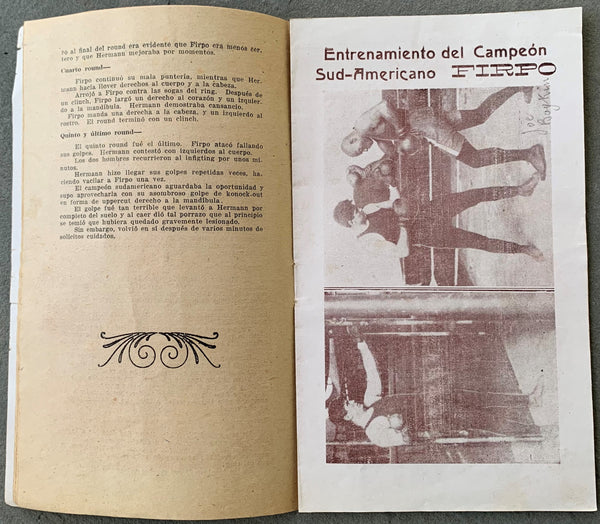 so al final del round era evidente que Firpo era menos cer-
tero y que Hermann mejoraba por momentos.
Cuarto round—
Firpo continuó su mala puntería, mientras que Her-
mann hacía llover derechos al cuerpo y a la cabeza.
Arrojó a Firpo contra las sogas del ring. Después de
un clinch, Firpo largó un derecho al corazón y un izquier-
do a la mandíbula. Hermann demostraba cansancio.
Firpo manda una derecha a la cabeza, y un izquierdo al
rostro. El round terminó con un clinch.
Quinto y último round—
El quinto round fué el último. Firpo atacó fallando
sus golpes. Hermann contestó con izquierdos al cuerpo.
Los dos hombres recurrieron al infigting por unos mi-
nutos.
Hermann hizo llegar sus golpes repetidas veces, ha-
ciendo vacilar a Firpo una vez.
El campeón sudamericano aguardaba la oportunidad y
supo aprovecharla con su asombroso golpe de konock-out
en forma de uppercut derecho a la mandíbula.
El golpe fué tan terrible que levantó a Hermann por
completo del suelo y al caer dió tal porrazo que al principio
se temió que hubiera quedado gravemente lesionado.
Sin embargo, volvió en sí después de varios minutos de
solícitos cuidados.
Entrenamiento del Campeón
Sud-Americano FIRPO
Joe